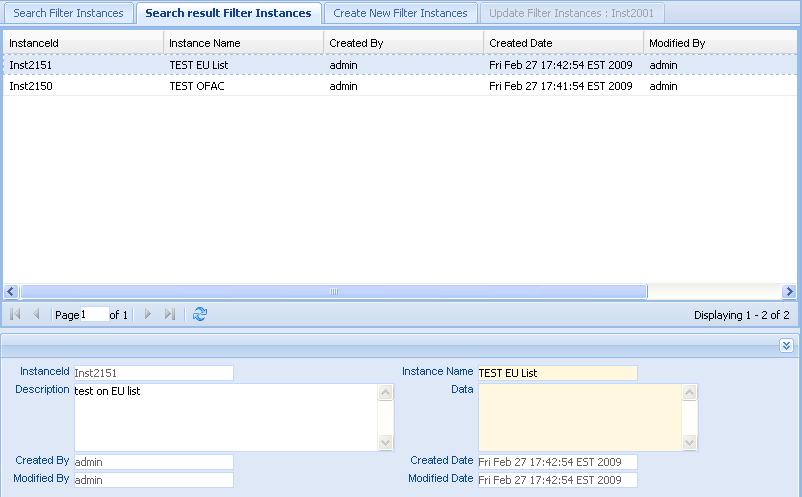 Search Filter Instances Search result Filter Instances Create New Filter Instances Update Filter Instances : Inst2001
InstanceId Instance Name Created By Created Date Modified By
Inst2151 TEST EU List admin Fri Feb 27 17:42:54 EST 2009 admin
Inst2150 TEST OFAC admin Fri Feb 27 17:41:54 EST 2009 admin
Page 1 of 1 Displaying 1 - 2 of 2
InstanceId Inst2151 Instance Name TEST EU List
Description test on EU list Data
Created By admin Created Date Fri Feb 27 17:42:54 EST 2009
Modified By admin Modified Date Fri Feb 27 17:42:54 EST 2009